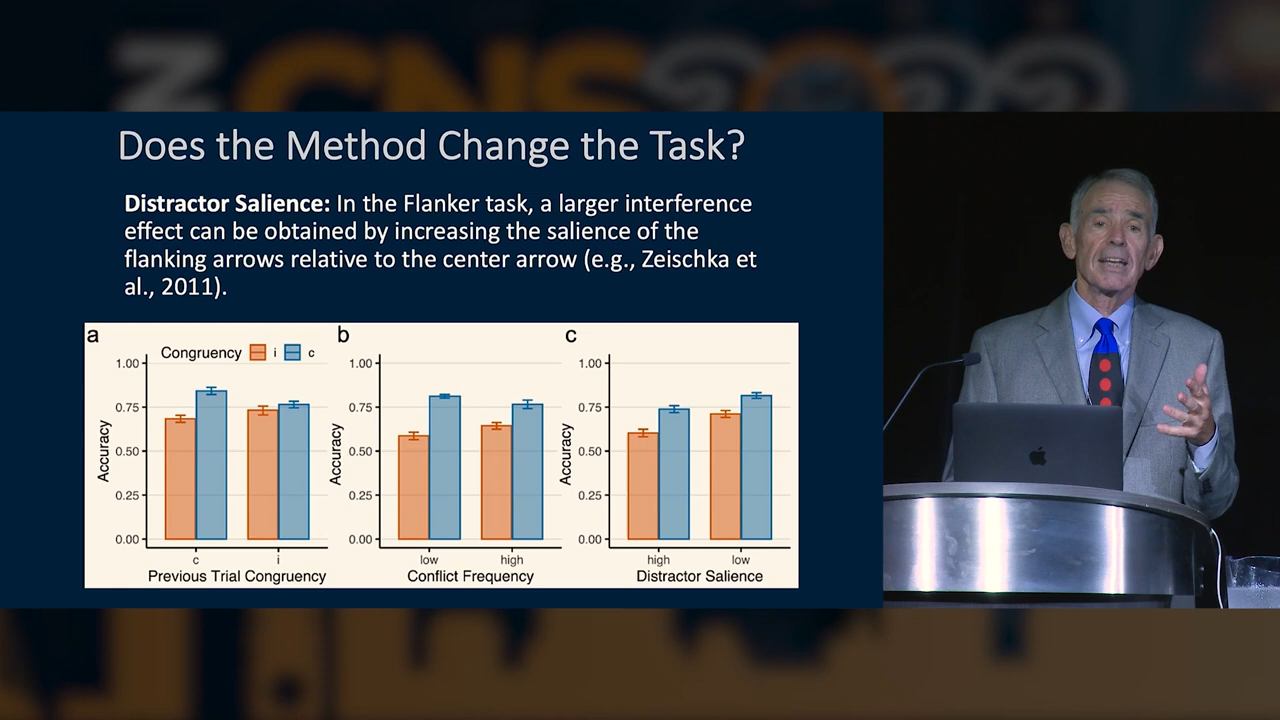 CNS 2022
Does the Method Change the Task?
Distractor Salience: In the Flanker task, a larger interference
effect can be obtained by increasing the salience of the
flanking arrows relative to the center arrow (e.g., Zeischka et
al., 2011).
a
Congruency i c
1.00
0.75
0.50
0.25
0.00
Accuracy
c i
Previous Trial Congruency
b
1.00
0.75
0.50
0.25
0.00
Accuracy
low high
Conflict Frequency
c
1.00
0.75
0.50
0.25
0.00
Accuracy
high low
Distractor Salience